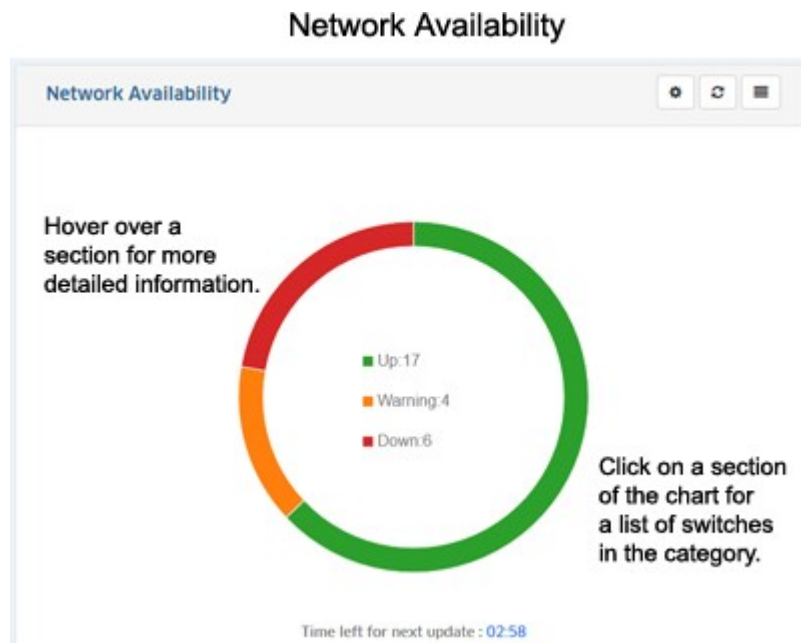 Network Availability
Network Availability
Hover over a
section for more
detailed information.
Up:17
Warning:4
Down:6
Click on a section
of the chart for
a list of switches
in the category.
Time left for next update : 02:58